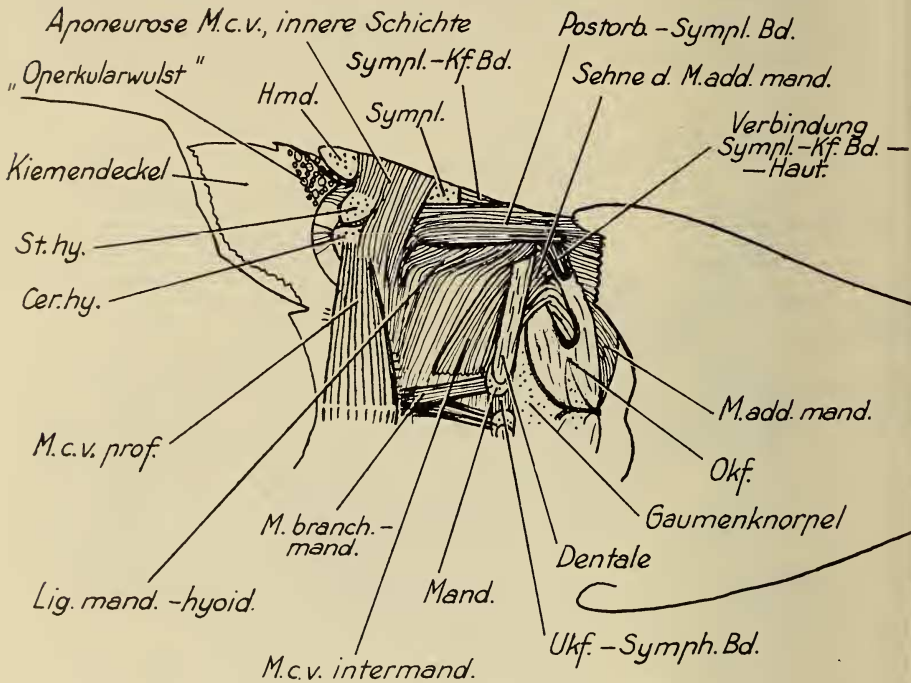 Aponeurose M.c.v., innere Schichte
Postorb. - Sympl. Bd.
Sympl.-Kf. Bd.
Sehne d. M. add. mand.
„Operkularwulst“
Hmd.
Sympl.
Verbindung
Sympl.-Kf. Bd. —
— Haut.
Kiemendeckel
St. hy.
Cer. hy.
M. add. mand.
M.c.v. prof.
Okf.
M. branch.-
mand.
Gaumenknorpel
Dentale
Mand.
Lig. mand. -hyoid.
Ukf. - Symph. Bd.
M.c.v. intermand.